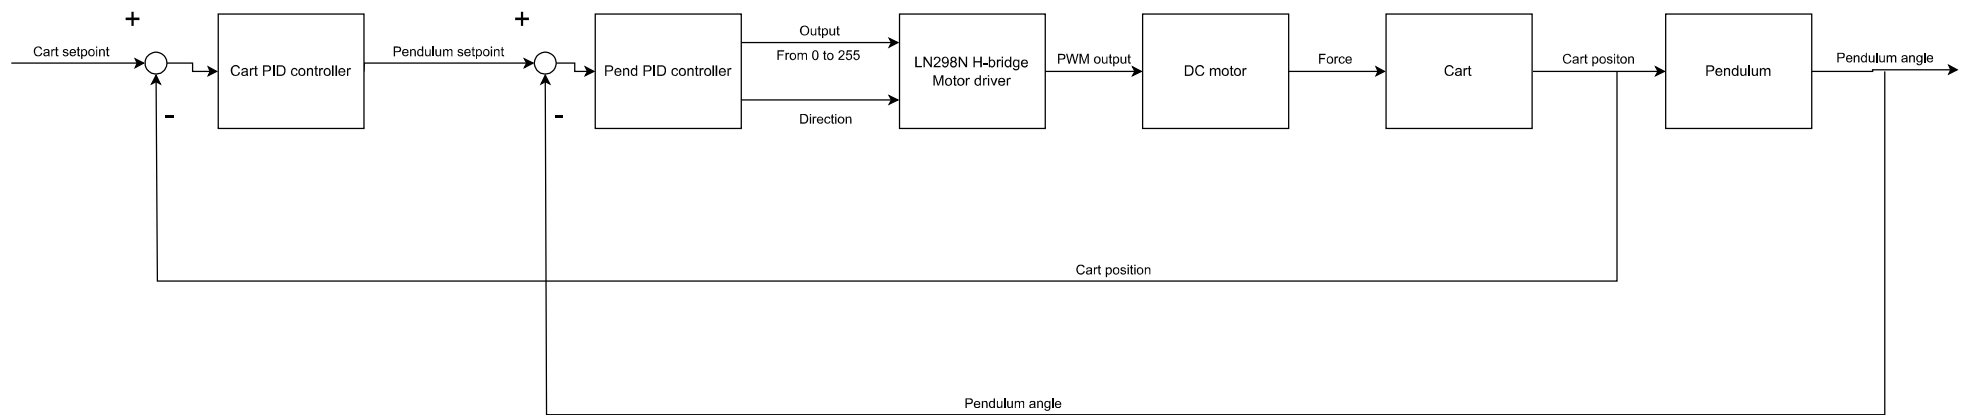 +
+
Cart setpoint
Cart PID controller
Pendulum setpoint
Pend PID controller
Output
From 0 to 255
Direction
LN298N H-bridge
Motor driver
PWM output
DC motor
Force
Cart
Cart positon
Pendulum
Pendulum angle
-
-
Cart position
Pendulum angle